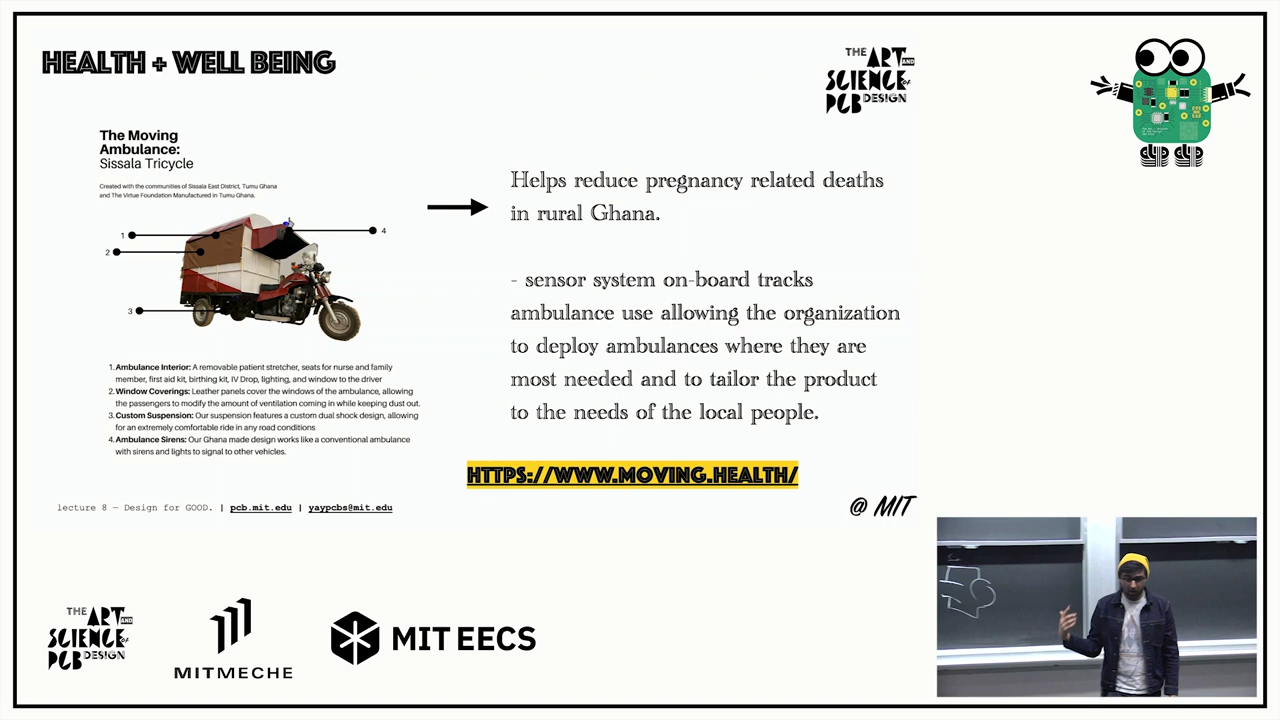 HEALTH + WELL BEING
THE ART AND
SCIENCE OF
PCB DESIGN
The Moving
Ambulance:
Sissala Tricycle
Created with the communities of Sissala East District, Tumu Ghana
and The Virtue Foundation Manufactured in Tumu Ghana.
1
2
3
4
1. Ambulance Interior: A removable patient stretcher, seats for nurse and family
member, first aid kit, birthing kit, IV Drop, lighting, and window to the driver
2. Window Coverings: Leather panels cover the windows of the ambulance, allowing
the passengers to modify the amount of ventilation coming in while keeping dust out.
3. Custom Suspension: Our suspension features a custom dual shock design, allowing
for an extremely comfortable ride in any road conditions
4. Ambulance Sirens: Our Ghana made design works like a conventional ambulance
with sirens and lights to signal to other vehicles.
Helps reduce pregnancy related deaths
in rural Ghana.
- sensor system on-board tracks
ambulance use allowing the organization
to deploy ambulances where they are
most needed and to tailor the product
to the needs of the local people.
HTTPS://WWW.MOVING.HEALTH/
lecture 8 — Design for GOOD. | pcb.mit.edu | yaypcbs@mit.edu
@ MIT
THE ART AND
SCIENCE OF
PCB DESIGN
MITMECHE
MIT EECS